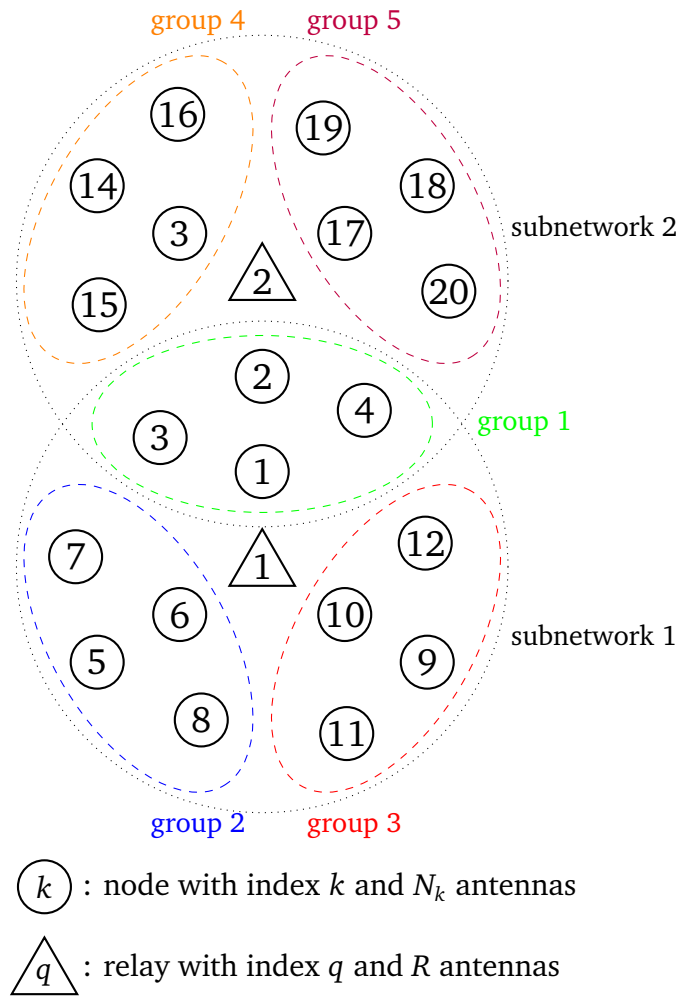 group 4
group 5
16
19
14
18
3
17
subnetwork 2
2
20
15
2
4
group 1
3
1
12
7
1
6
10
subnetwork 1
5
9
8
11
group 2
group 3
k : node with index k and N_k antennas
q : relay with index q and R antennas